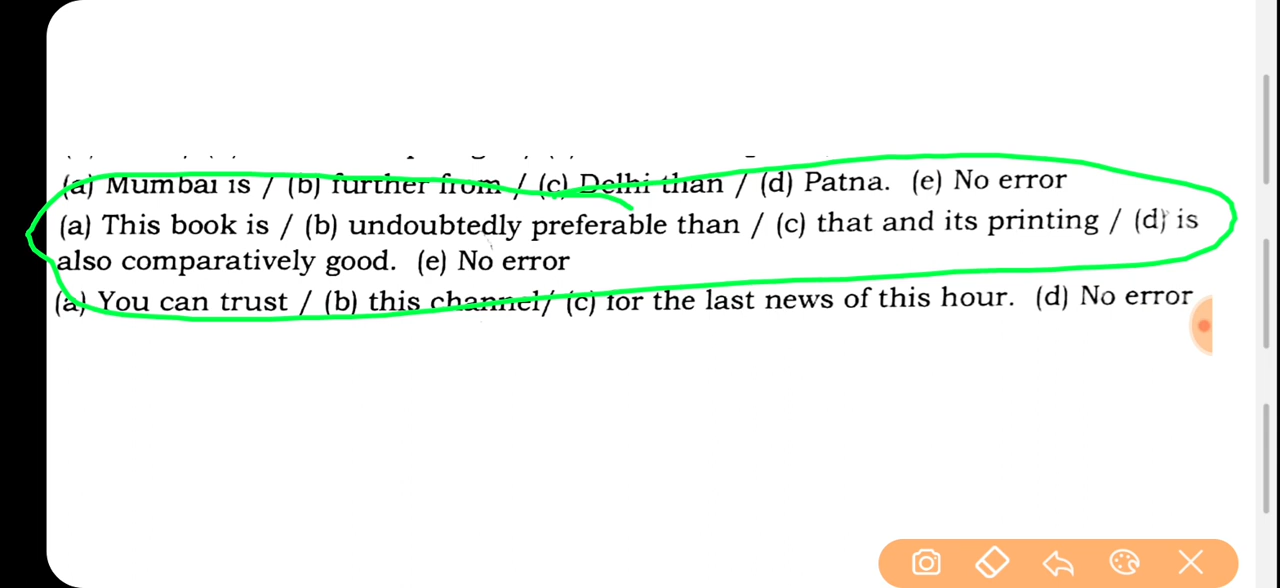 (a) Mumbai is / (b) further from / (c) Delhi than / (d) Patna. (e) No error
(a) This book is / (b) undoubtedly preferable than / (c) that and its printing / (d) is
also comparatively good. (e) No error
(a) You can trust / (b) this channel/ (c) for the last news of this hour. (d) No error